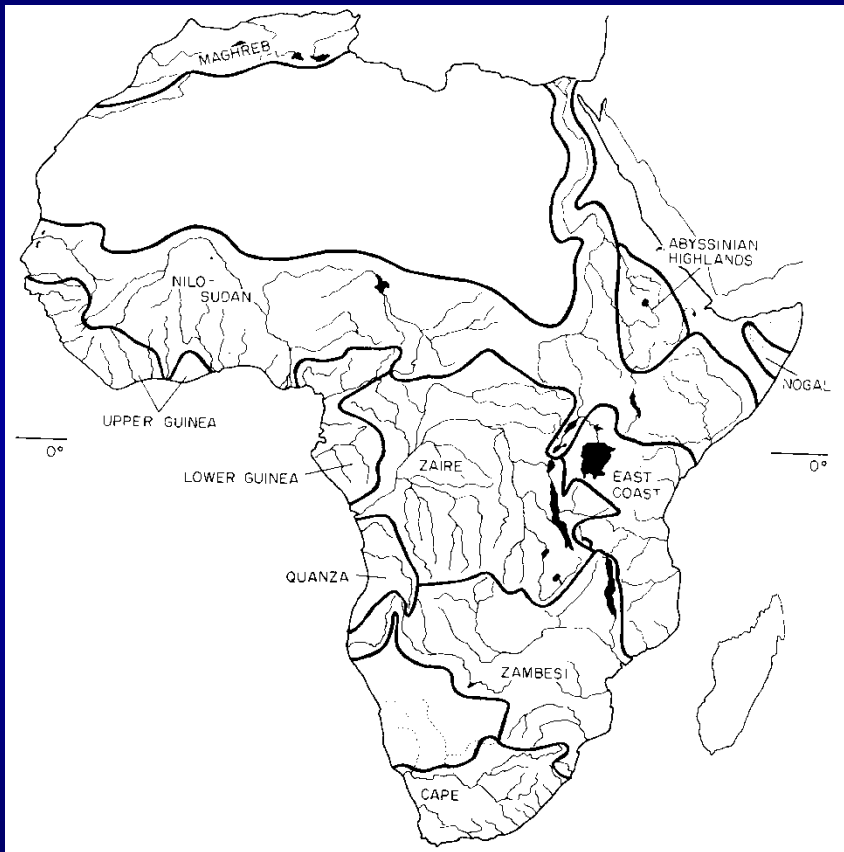 MAGHREB
ABYSSINIAN
HIGHLANDS
NILO-
SUDAN
NOGAL
UPPER GUINEA
0°
0°
LOWER GUINEA
ZAIRE
EAST
COAST
QUANZA
ZAMBESI
CAPE